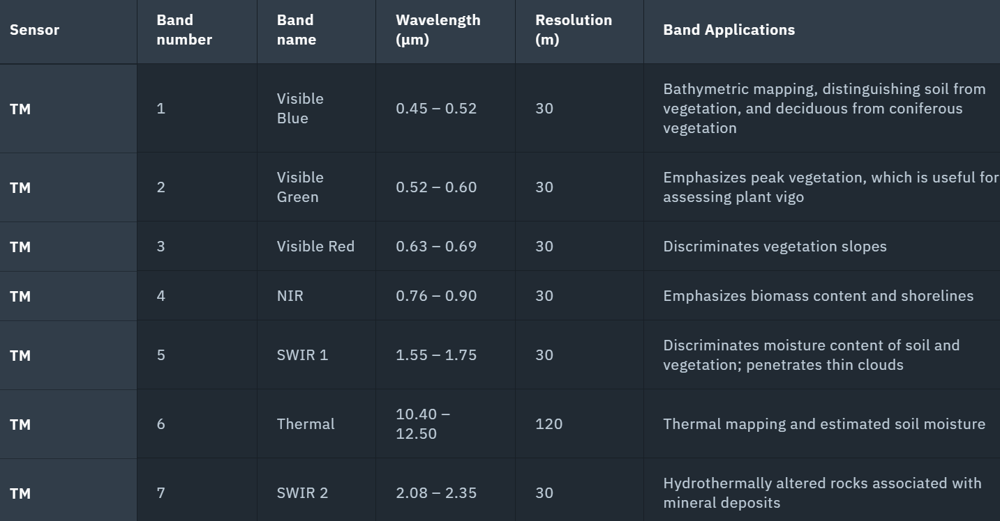 Sensor
Band
number
Band
name
Wavelength
(µm)
Resolution
(m)
Band Applications
TM
1
Visible
Blue
0.45 – 0.52
30
Bathymetric mapping, distinguishing soil from
vegetation, and deciduous from coniferous
vegetation
TM
2
Visible
Green
0.52 – 0.60
30
Emphasizes peak vegetation, which is useful for
assessing plant vigo
TM
3
Visible Red
0.63 – 0.69
30
Discriminates vegetation slopes
TM
4
NIR
0.76 – 0.90
30
Emphasizes biomass content and shorelines
TM
5
SWIR 1
1.55 – 1.75
30
Discriminates moisture content of soil and
vegetation; penetrates thin clouds
TM
6
Thermal
10.40 –
12.50
120
Thermal mapping and estimated soil moisture
TM
7
SWIR 2
2.08 – 2.35
30
Hydrothermally altered rocks associated with
mineral deposits